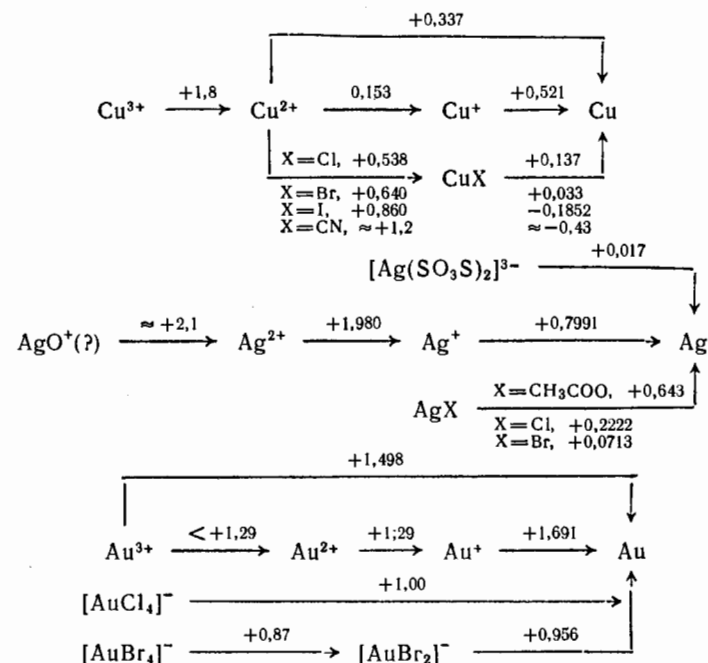 +0,337
Cu³⁺ +1,8 Cu²⁺ 0,153 Cu⁺ +0,521 Cu
X=Cl, +0,538 CuX +0,137
X=Br, +0,640 +0,033
X=I, +0,860 −0,1852
X=CN, ≈+1,2 ≈−0,43
[Ag(SO₃S)₂]³⁻ +0,017
AgO⁺(?) ≈+2,1 Ag²⁺ +1,980 Ag⁺ +0,7991 Ag
AgX X=CH₃COO, +0,643
X=Cl, +0,2222
X=Br, +0,0713
+1,498
Au³⁺ <+1,29 Au²⁺ +1;29 Au⁺ +1,691 Au
[AuCl₄]⁻ +1,00
[AuBr₄]⁻ +0,87 [AuBr₂]⁻ +0,956